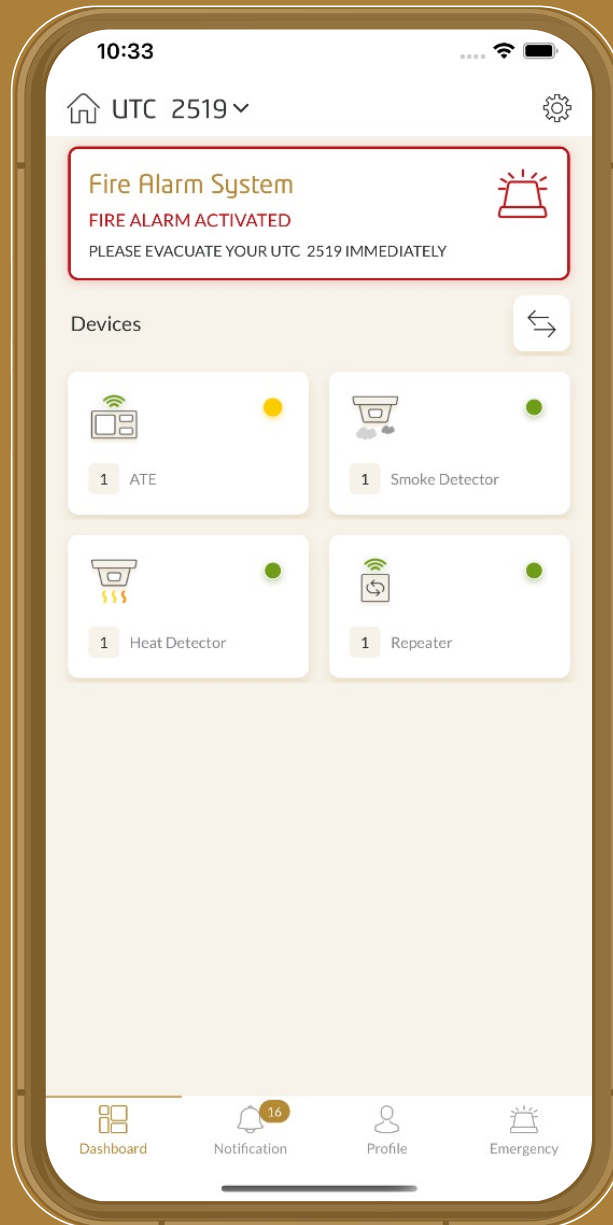 10:33
UTC 2519
Fire Alarm System
FIRE ALARM ACTIVATED
PLEASE EVACUATE YOUR UTC 2519 IMMEDIATELY
Devices
1 ATE
1 Smoke Detector
1 Heat Detector
1 Repeater
16
Dashboard
Notification
Profile
Emergency